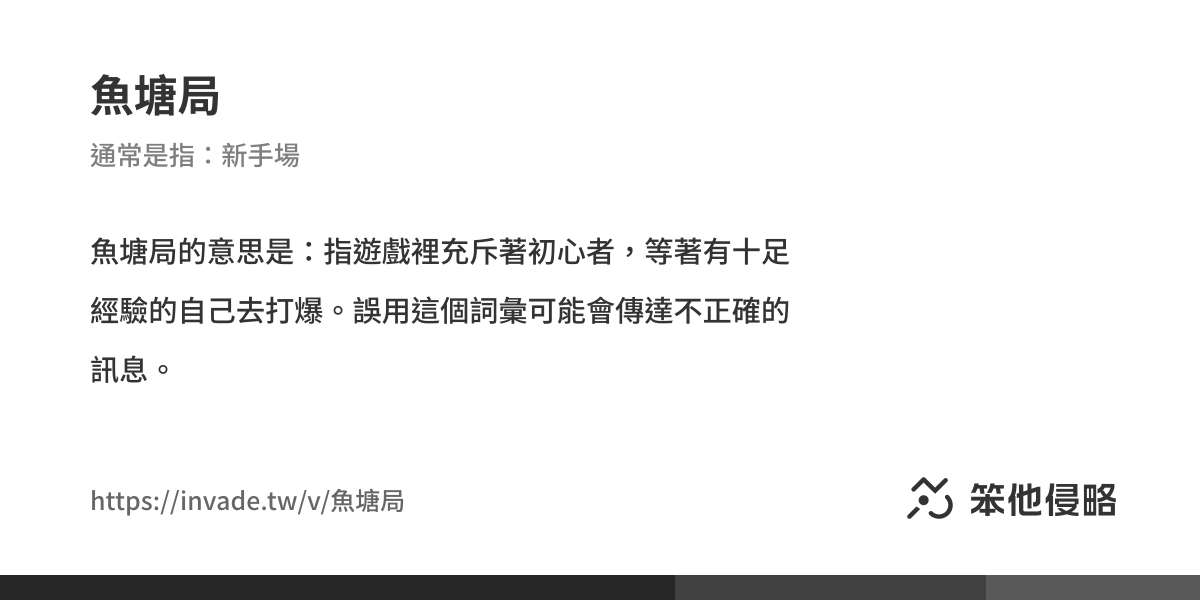 魚塘局
通常是指：新手場
魚塘局的意思是：指遊戲裡充斥著初心者，等著有十足
經驗的自己去打爆。誤用這個詞彙可能會傳達不正確的
訊息。
https://invade.tw/v/魚塘局
笨他侵略